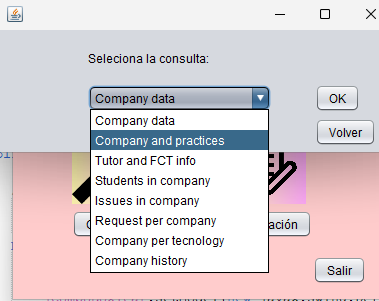 Seleciona la consulta:
Company data
OK
Company data
Company and practices
Volver
Tutor and FCT info
Students in company
Issues in company
Request per company
Company per tecnology
Company history
Salir